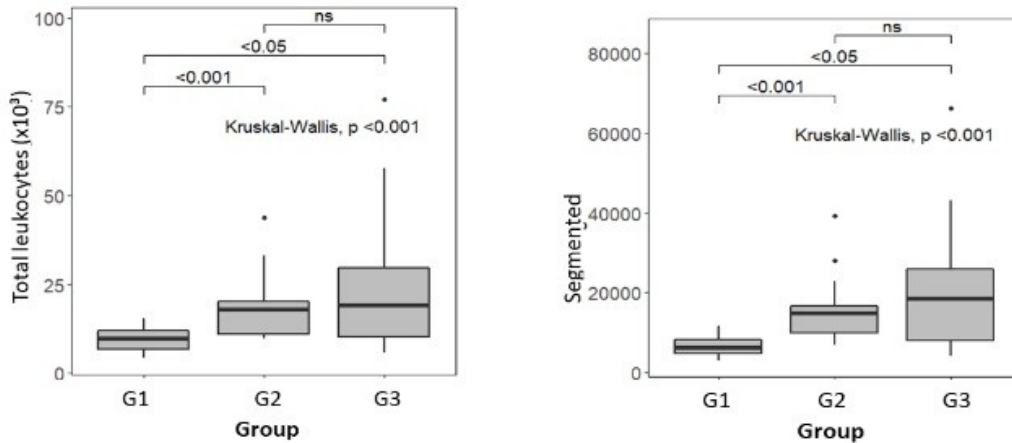 100
75
50
25
0
Total leukocytes (x10³)
ns
<0.05
<0.001
Kruskal-Wallis, p <0.001
G1 G2 G3
Group
80000
60000
40000
20000
0
Segmented
ns
<0.05
<0.001
Kruskal-Wallis, p <0.001
G1 G2 G3
Group